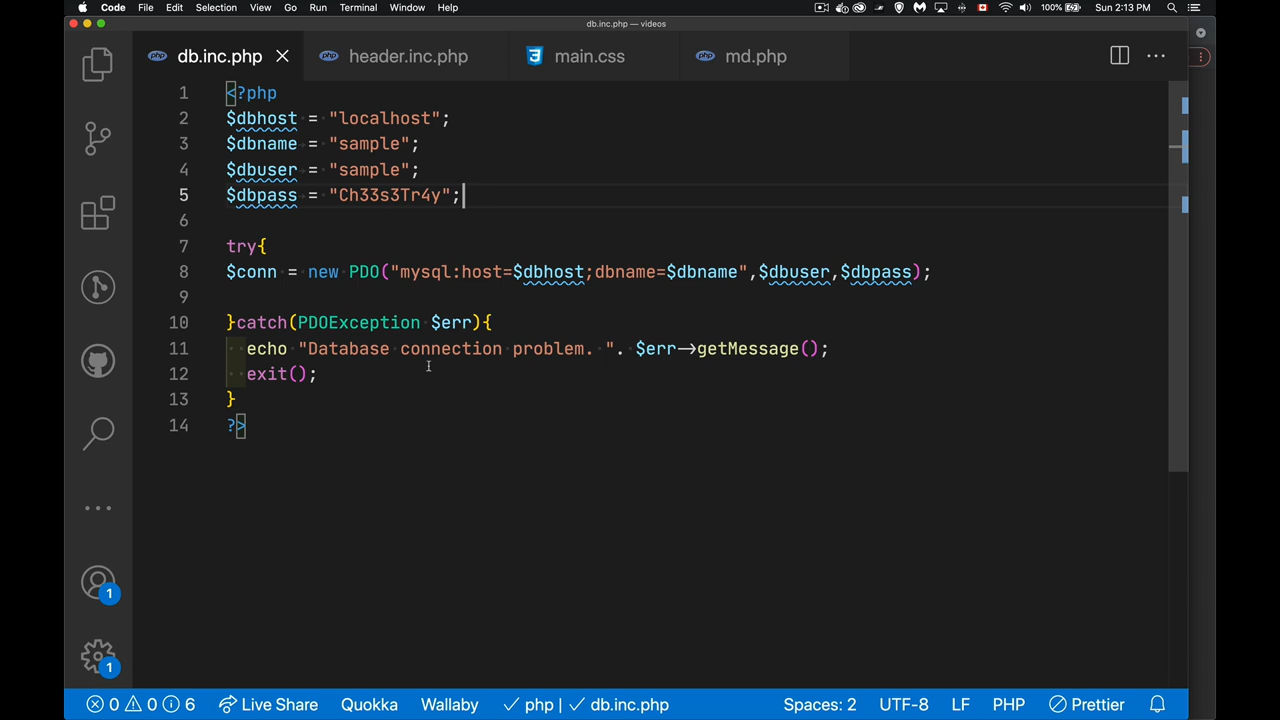 Code File Edit Selection View Go Run Terminal Window Help 100% Sun 2:13 PM
db.inc.php — videos
db.inc.php header.inc.php main.css md.php
1 <?php
2 $dbhost = "localhost";
3 $dbname = "sample";
4 $dbuser = "sample";
5 $dbpass = "Ch33s3Tr4y";
6
7 try{
8 $conn = new PDO("mysql:host=$dbhost;dbname=$dbname",$dbuser,$dbpass);
9
10 }catch(PDOException $err){
11 echo "Database connection problem. ". $err->getMessage();
12 exit();
13 }
14 ?>
1
1
0 0 6 Live Share Quokka Wallaby ✓ php | ✓ db.inc.php Spaces: 2 UTF-8 LF PHP Prettier